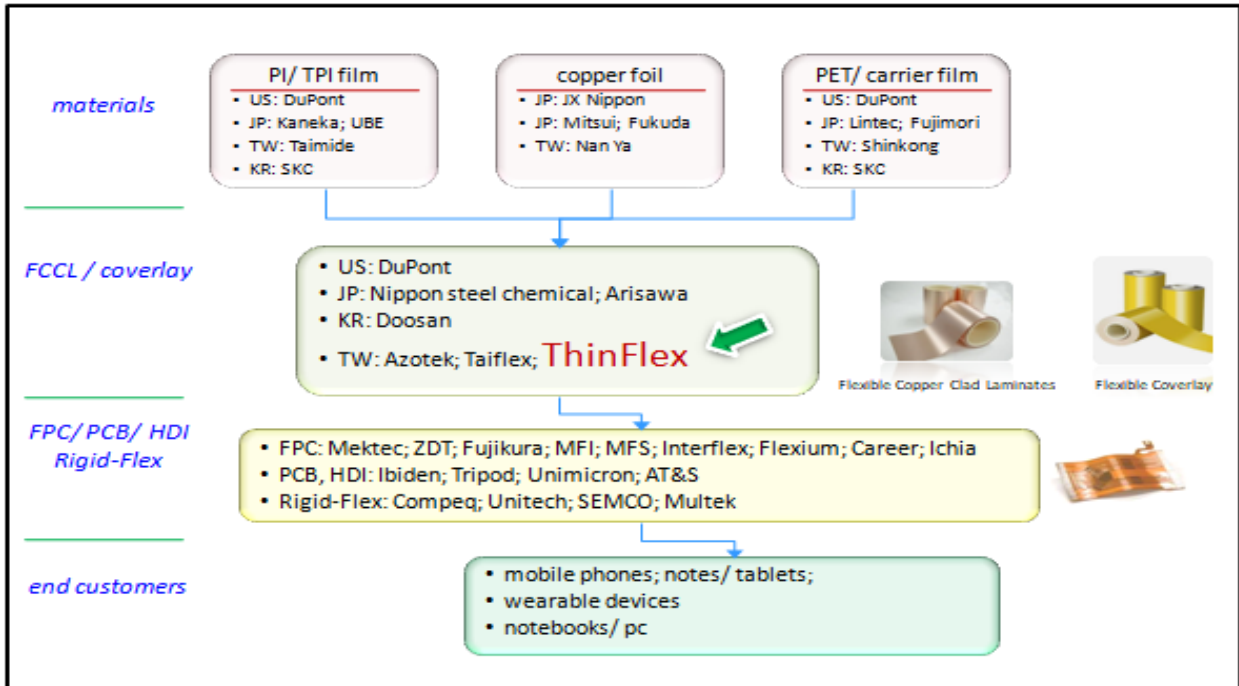 materials
PI/ TPI film
• US: DuPont
• JP: Kaneka; UBE
• TW: Taimide
• KR: SKC
copper foil
• JP: JX Nippon
• JP: Mitsui; Fukuda
• TW: Nan Ya
PET/ carrier film
• US: DuPont
• JP: Lintec; Fujimori
• TW: Shinkong
• KR: SKC
FCCL / coverlay
• US: DuPont
• JP: Nippon steel chemical; Arisawa
• KR: Doosan
• TW: Azotek; Taiflex; ThinFlex
Flexible Copper Clad Laminates
Flexible Coverlay
FPC/ PCB/ HDI
Rigid-Flex
• FPC: Mektec; ZDT; Fujikura; MFI; MFS; Interflex; Flexium; Career; Ichia
• PCB, HDI: Ibiden; Tripod; Unimicron; AT&S
• Rigid-Flex: Compeq; Unitech; SEMCO; Multek
end customers
• mobile phones; notes/ tablets;
• wearable devices
• notebooks/ pc